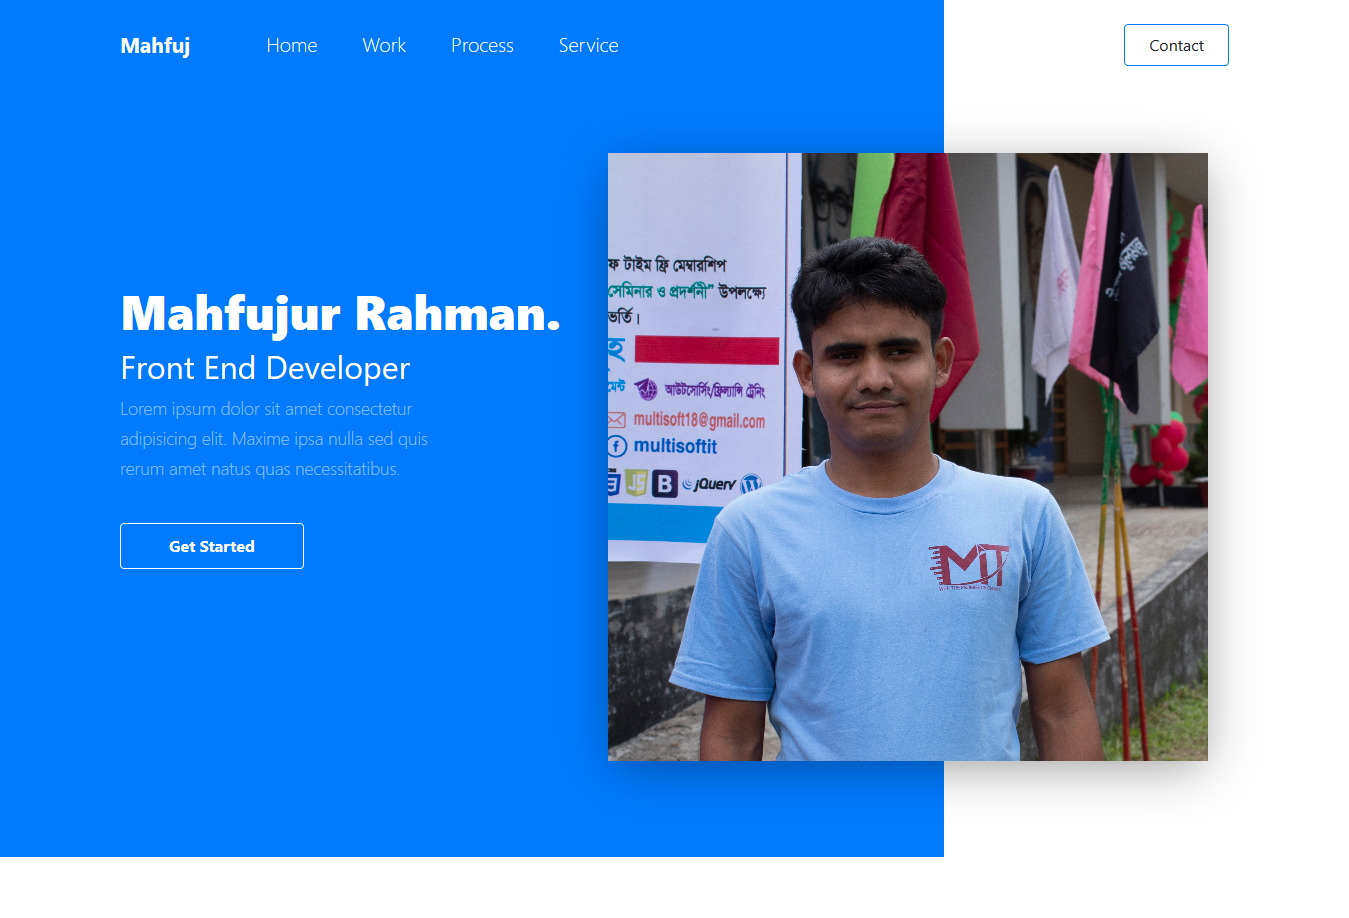 Mahfuj
Home
Work
Process
Service
Contact
Mahfujur Rahman.
Front End Developer
Lorem ipsum dolor sit amet consectetur
adipisicing elit. Maxime ipsa nulla sed quis
rerum amet natus quas necessitatibus.
Get Started
ফ টাইম ফ্রি মেম্বারশিপ
সেমিনার ও প্রদর্শনী” উপলক্ষ্যে
ভর্তি।
হ
মেন্ট
আউটসোর্সিং/ফ্রিল্যান্সিং ট্রেনিং
multisoft18@gmail.com
multisoftit
JS
B
jQuery
W
MIT